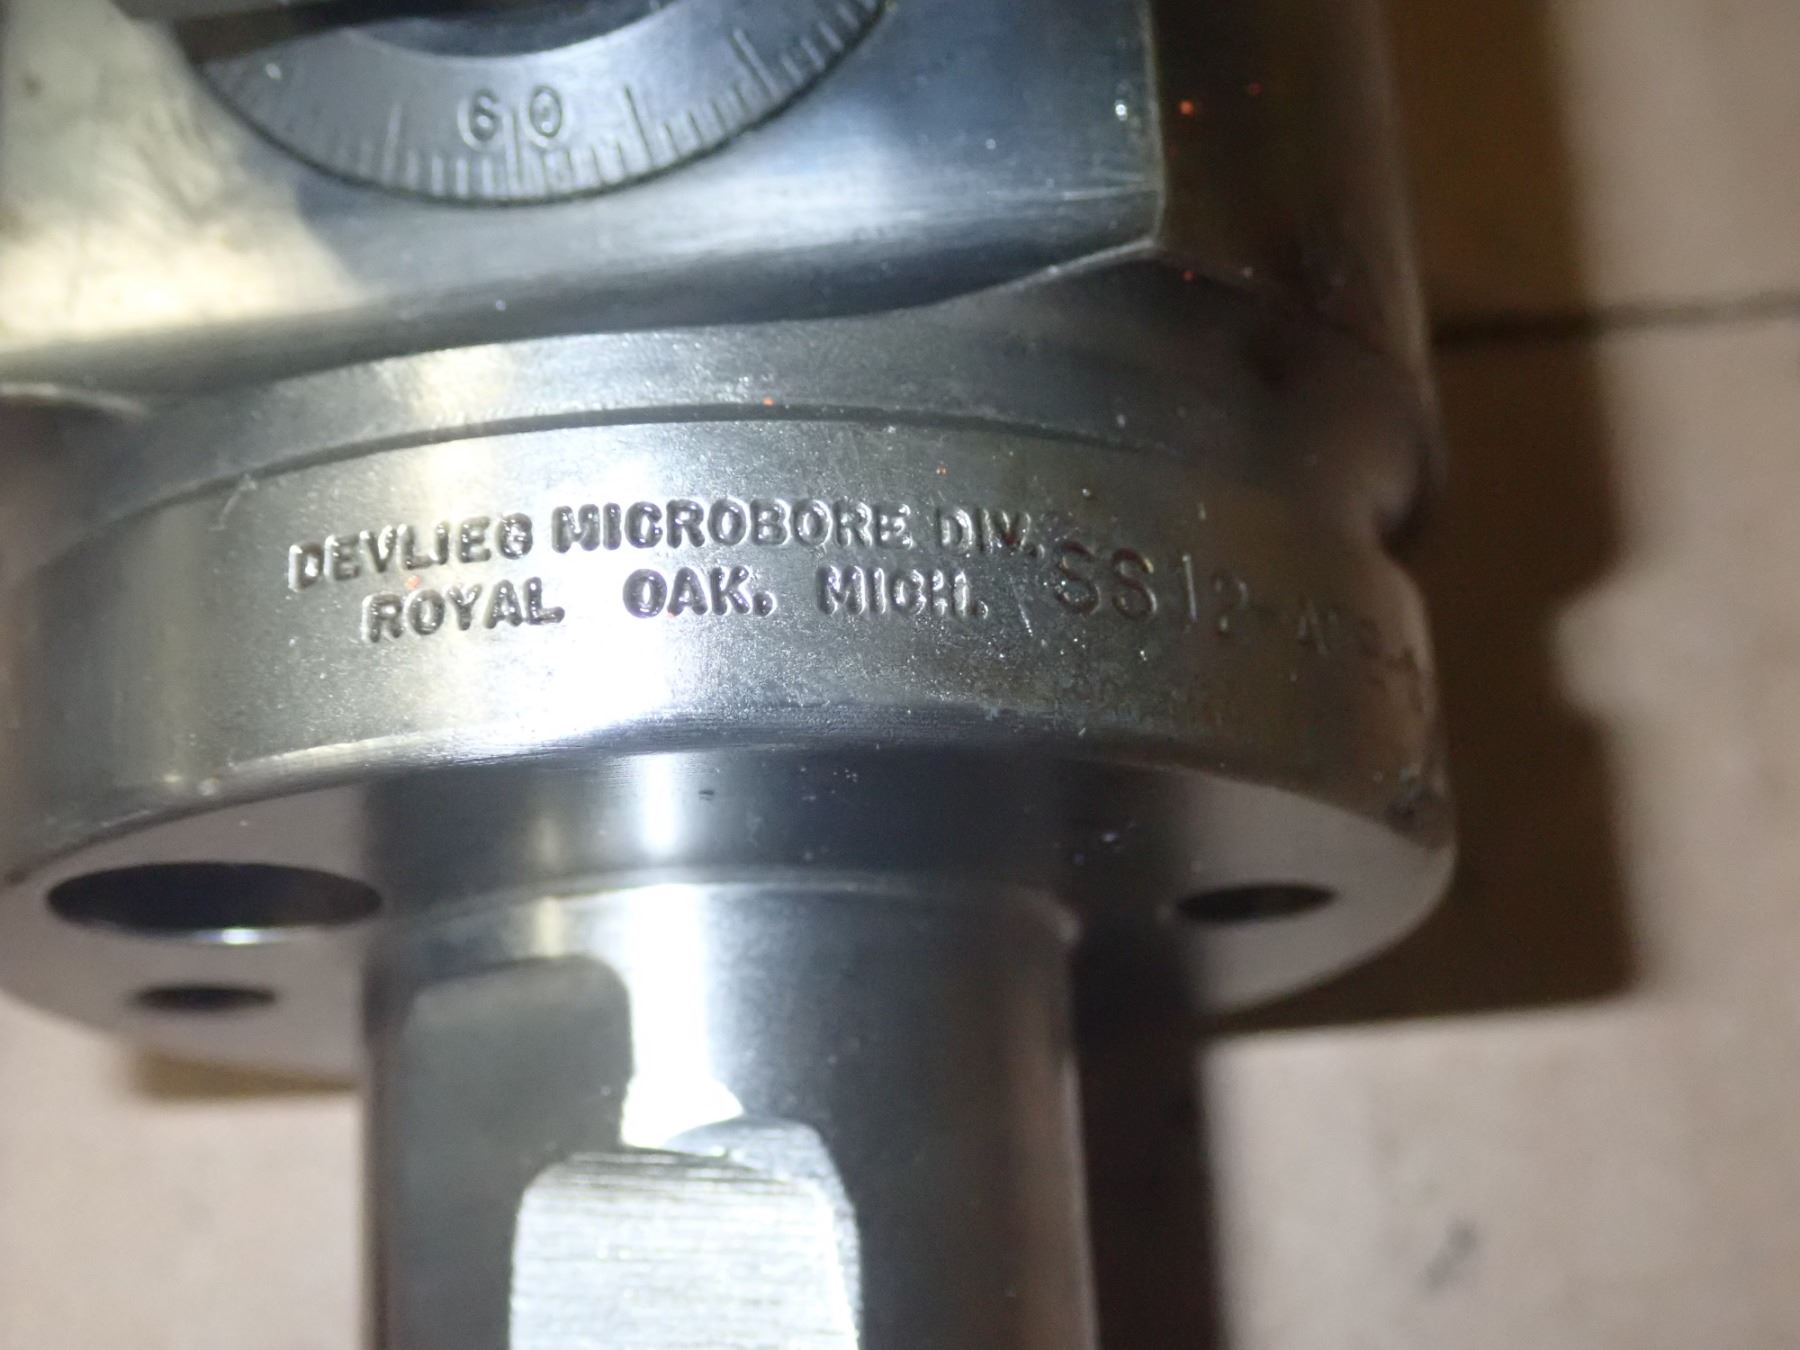 60
DEVLIEG MICROBORE DIV.
ROYAL OAK. MICH. SS12